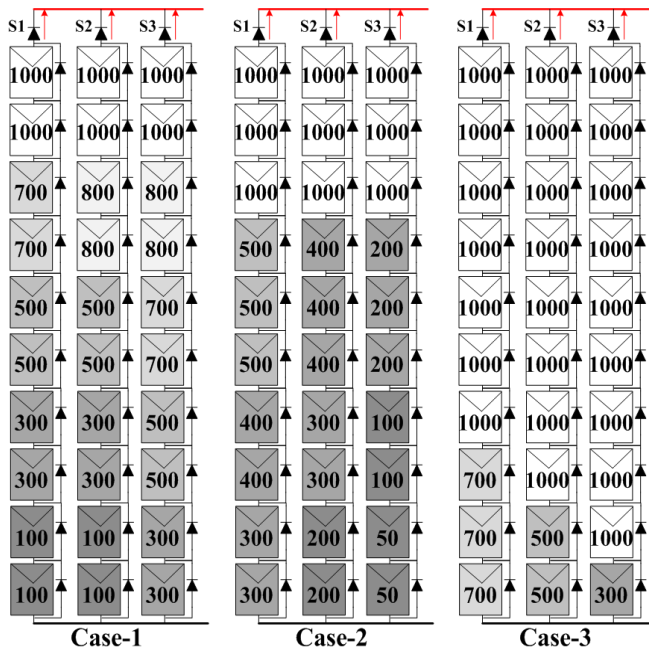 S1 S2 S3 S1 S2 S3 S1 S2 S3
1000 1000 1000 1000 1000 1000 1000 1000 1000
1000 1000 1000 1000 1000 1000 1000 1000 1000
700 800 800 1000 1000 1000 1000 1000 1000
700 800 800 500 400 200 1000 1000 1000
500 500 700 500 400 200 1000 1000 1000
500 500 700 500 400 200 1000 1000 1000
300 300 500 400 300 100 1000 1000 1000
300 300 500 400 300 100 700 1000 1000
100 100 300 300 200 50 700 500 1000
100 100 300 300 200 50 700 500 300
Case-1 Case-2 Case-3